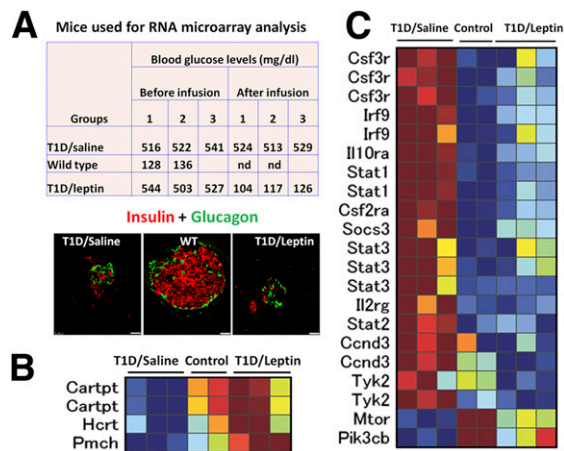 A Mice used for RNA microarray analysis
Blood glucose levels (mg/dl)
Before infusion After infusion
Groups 1 2 3 1 2 3
T1D/saline 516 522 541 524 513 529
Wild type 128 136 nd nd
T1D/leptin 544 503 527 104 117 126
Insulin + Glucagon
T1D/Saline WT T1D/Leptin
B T1D/Saline Control T1D/Leptin
Cartpt
Cartpt
Hcrt
Pmch
C T1D/Saline Control T1D/Leptin
Csf3r
Csf3r
Csf3r
Irf9
Irf9
Il10ra
Stat1
Stat1
Csf2ra
Socs3
Stat3
Stat3
Stat3
Il2rg
Stat2
Ccnd3
Ccnd3
Tyk2
Tyk2
Mtor
Pik3cb